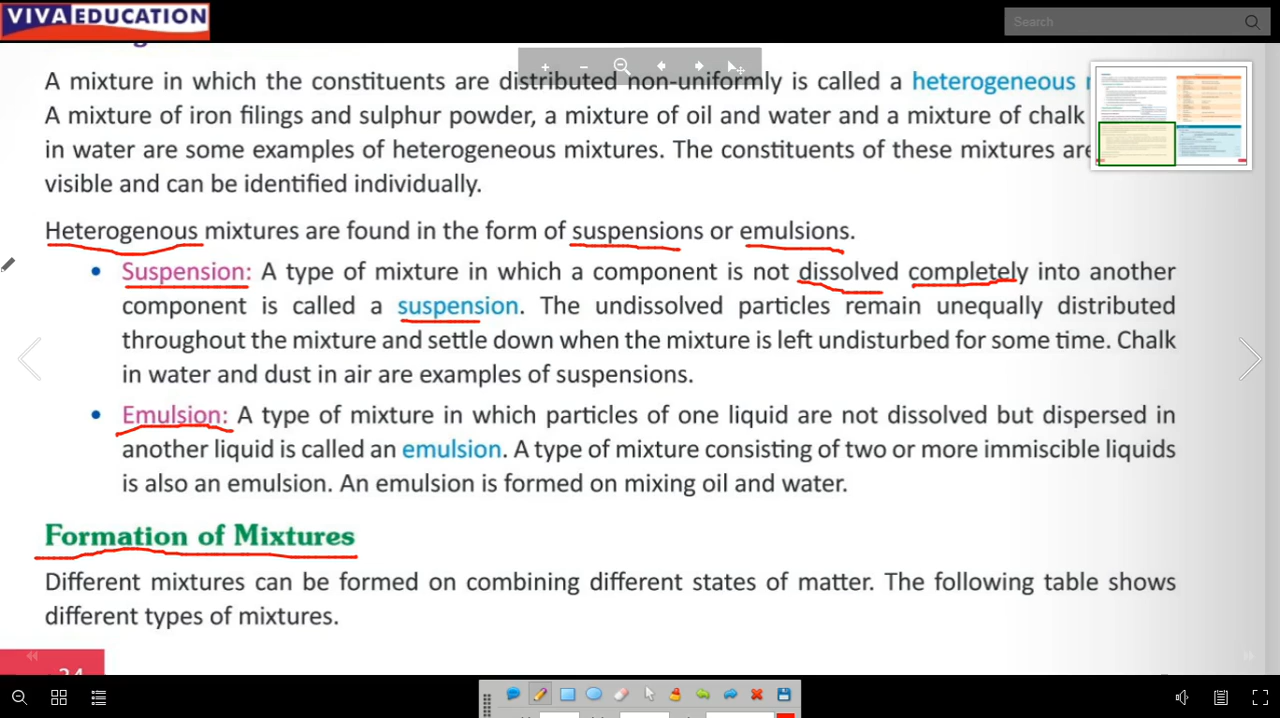 VIVA EDUCATION
Search
A mixture in which the constituents are distributed non-uniformly is called a heterogeneous
A mixture of iron filings and sulphur powder, a mixture of oil and water and a mixture of chalk
in water are some examples of heterogeneous mixtures. The constituents of these mixtures are
visible and can be identified individually.
Heterogenous mixtures are found in the form of suspensions or emulsions.
• Suspension: A type of mixture in which a component is not dissolved completely into another
component is called a suspension. The undissolved particles remain unequally distributed
throughout the mixture and settle down when the mixture is left undisturbed for some time. Chalk
in water and dust in air are examples of suspensions.
• Emulsion: A type of mixture in which particles of one liquid are not dissolved but dispersed in
another liquid is called an emulsion. A type of mixture consisting of two or more immiscible liquids
is also an emulsion. An emulsion is formed on mixing oil and water.
Formation of Mixtures
Different mixtures can be formed on combining different states of matter. The following table shows
different types of mixtures.